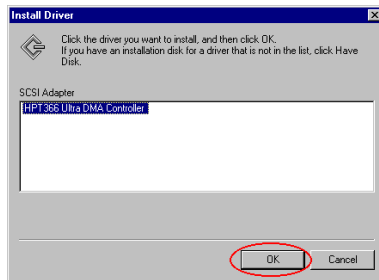 Install Driver
Click the driver you want to install, and then click OK.
If you have an installation disk for a driver that is not in the list, click Have
Disk.
SCSI Adapter
HPT366 Ultra DMA Controller
OK
Cancel